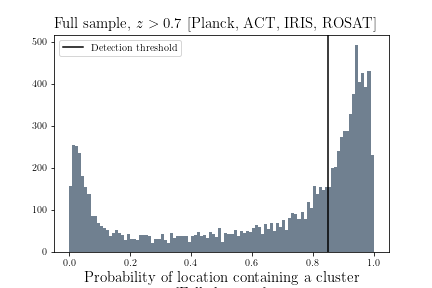 Full sample, z > 0.7 [Planck, ACT, IRIS, ROSAT]
Detection threshold
500
400
300
200
100
0
0.0 0.2 0.4 0.6 0.8 1.0
Probability of location containing a cluster